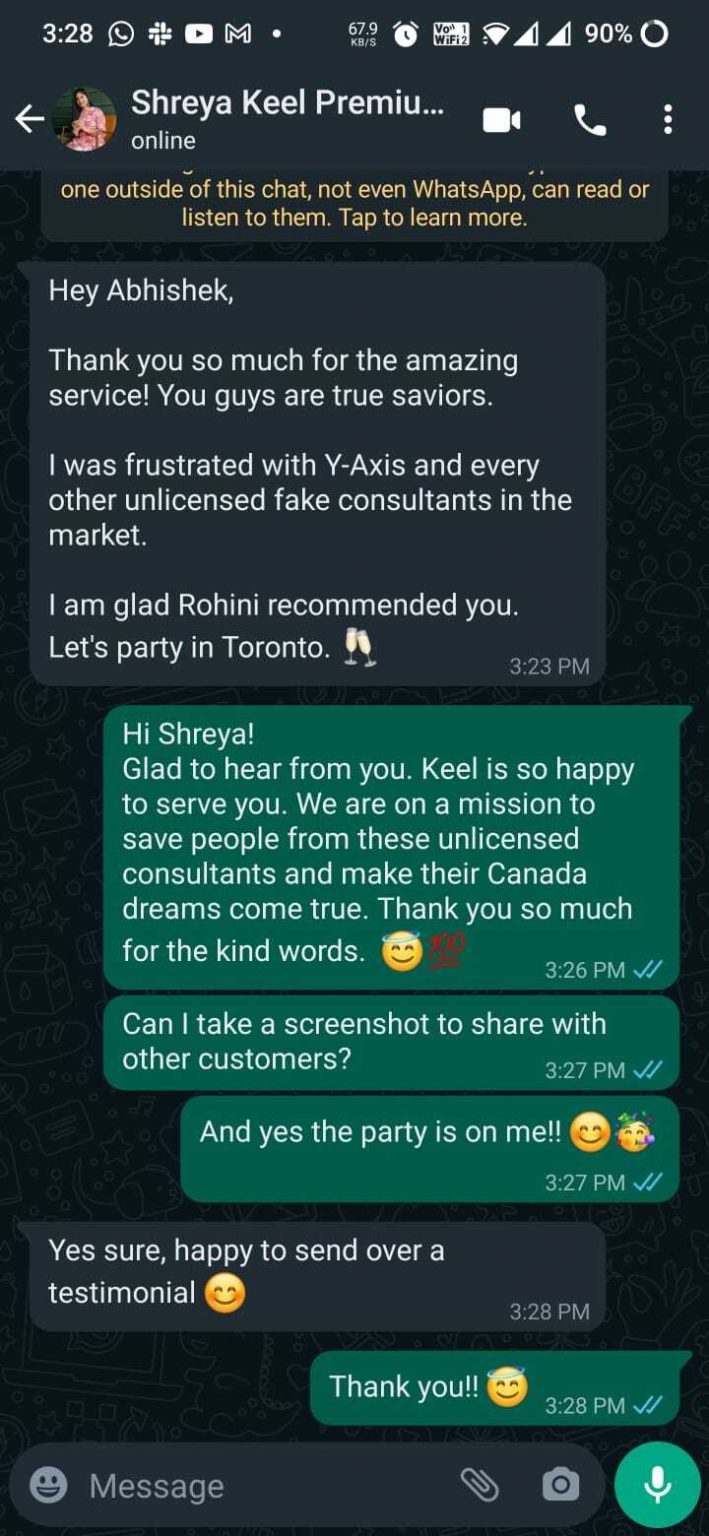 3:28 67.9 KB/S Vo)) 1 WiFi2 90%
Shreya Keel Premiu...
online
one outside of this chat, not even WhatsApp, can read or
listen to them. Tap to learn more.
Hey Abhishek,
Thank you so much for the amazing
service! You guys are true saviors.
I was frustrated with Y-Axis and every
other unlicensed fake consultants in the
market.
I am glad Rohini recommended you.
Let's party in Toronto. 🥂
3:23 PM
Hi Shreya!
Glad to hear from you. Keel is so happy
to serve you. We are on a mission to
save people from these unlicensed
consultants and make their Canada
dreams come true. Thank you so much
for the kind words. 😇💯
3:26 PM
Can I take a screenshot to share with
other customers?
3:27 PM
And yes the party is on me!! 😊🥳
3:27 PM
Yes sure, happy to send over a
testimonial 😊
3:28 PM
Thank you!! 😇
3:28 PM
Message